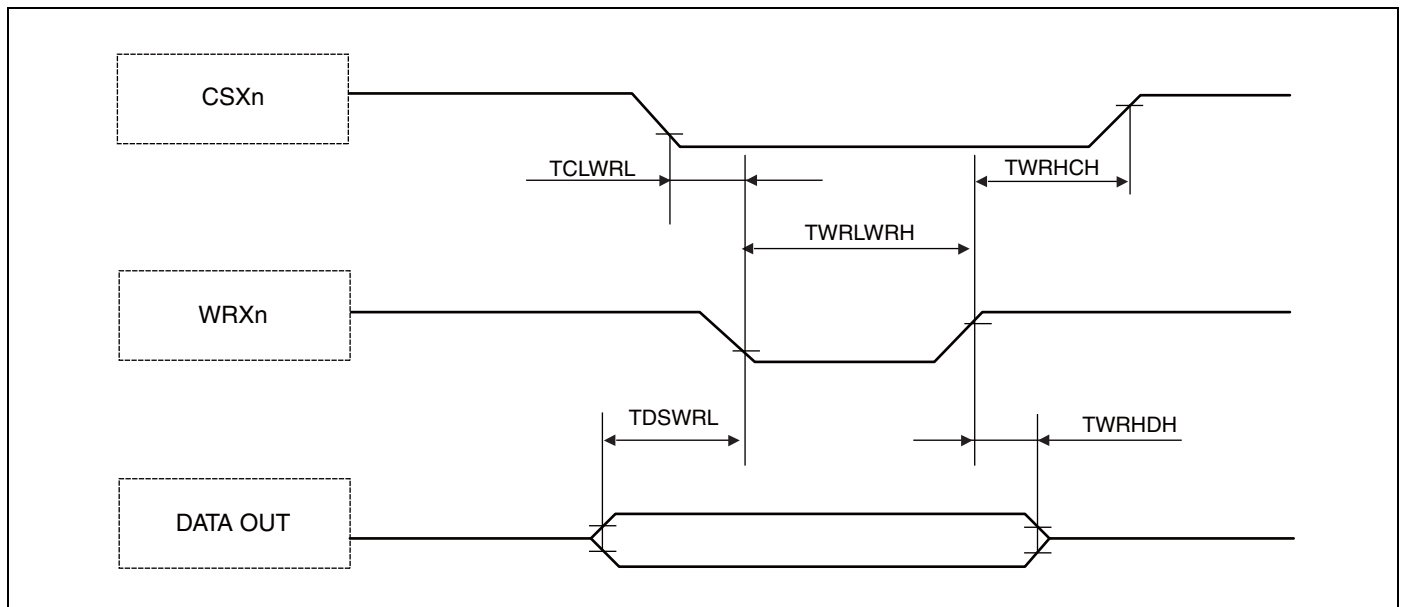 CSXn
TCLWRL
TWRHCH
TWRLWRH
WRXn
TDSWRL
TWRHDH
DATA OUT